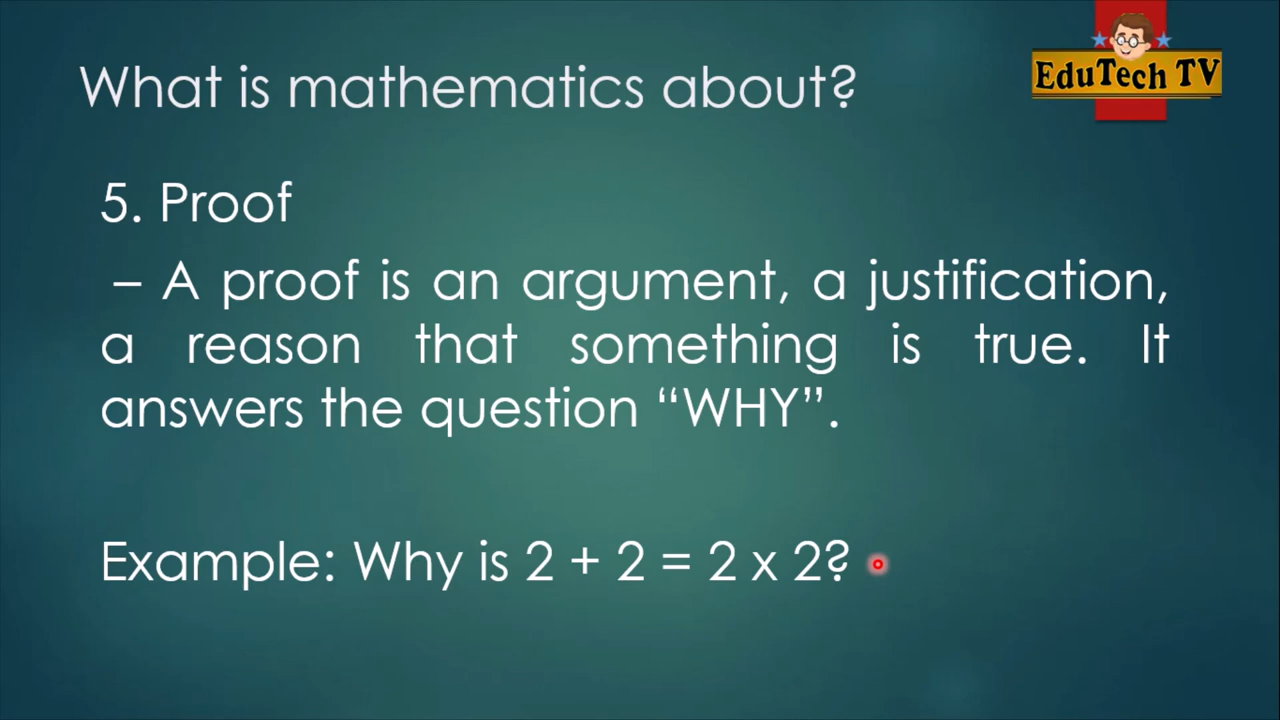 What is mathematics about?
EduTech TV
5. Proof
– A proof is an argument, a justification,
a reason that something is true. It
answers the question “WHY”.
Example: Why is 2 + 2 = 2 x 2?